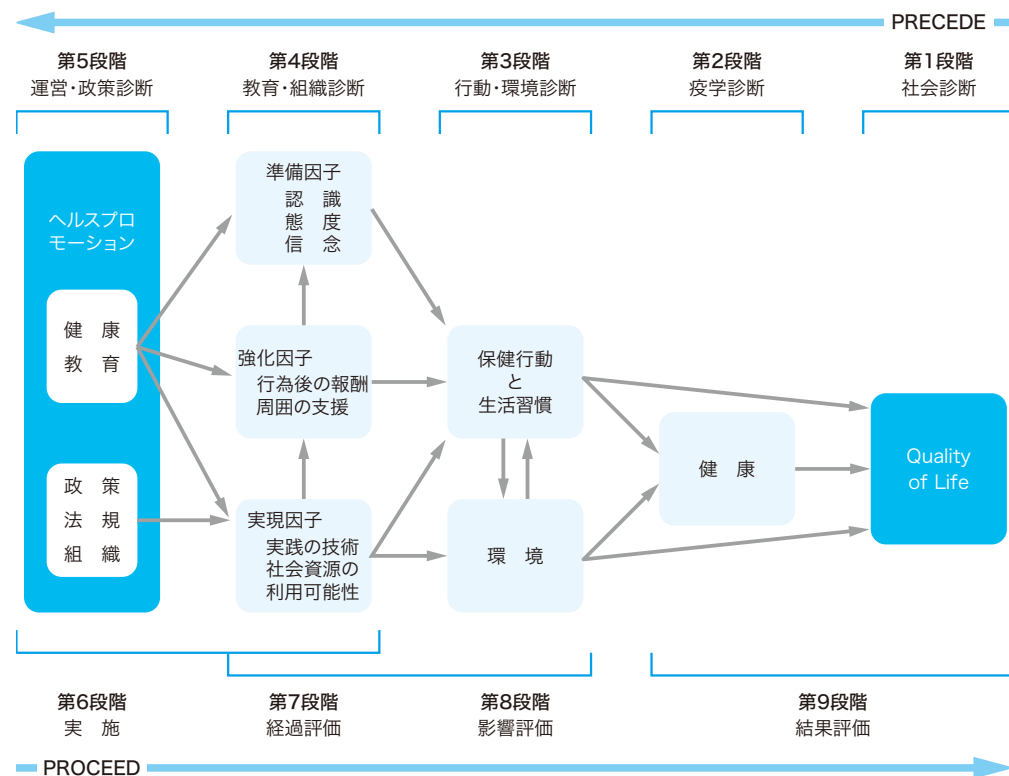 PRECEDE
第5段階
運営・政策診断
第4段階
教育・組織診断
第3段階
行動・環境診断
第2段階
疫学診断
第1段階
社会診断
ヘルスプロ
モーション
健 康
教 育
政 策
法 規
組 織
準備因子
認 識
態 度
信 念
強化因子
行為後の報酬
周囲の支援
実現因子
実践の技術
社会資源の
利用可能性
保健行動
と
生活習慣
環 境
健 康
Quality
of Life
第6段階
実 施
第7段階
経過評価
第8段階
影響評価
第9段階
結果評価
PROCEED